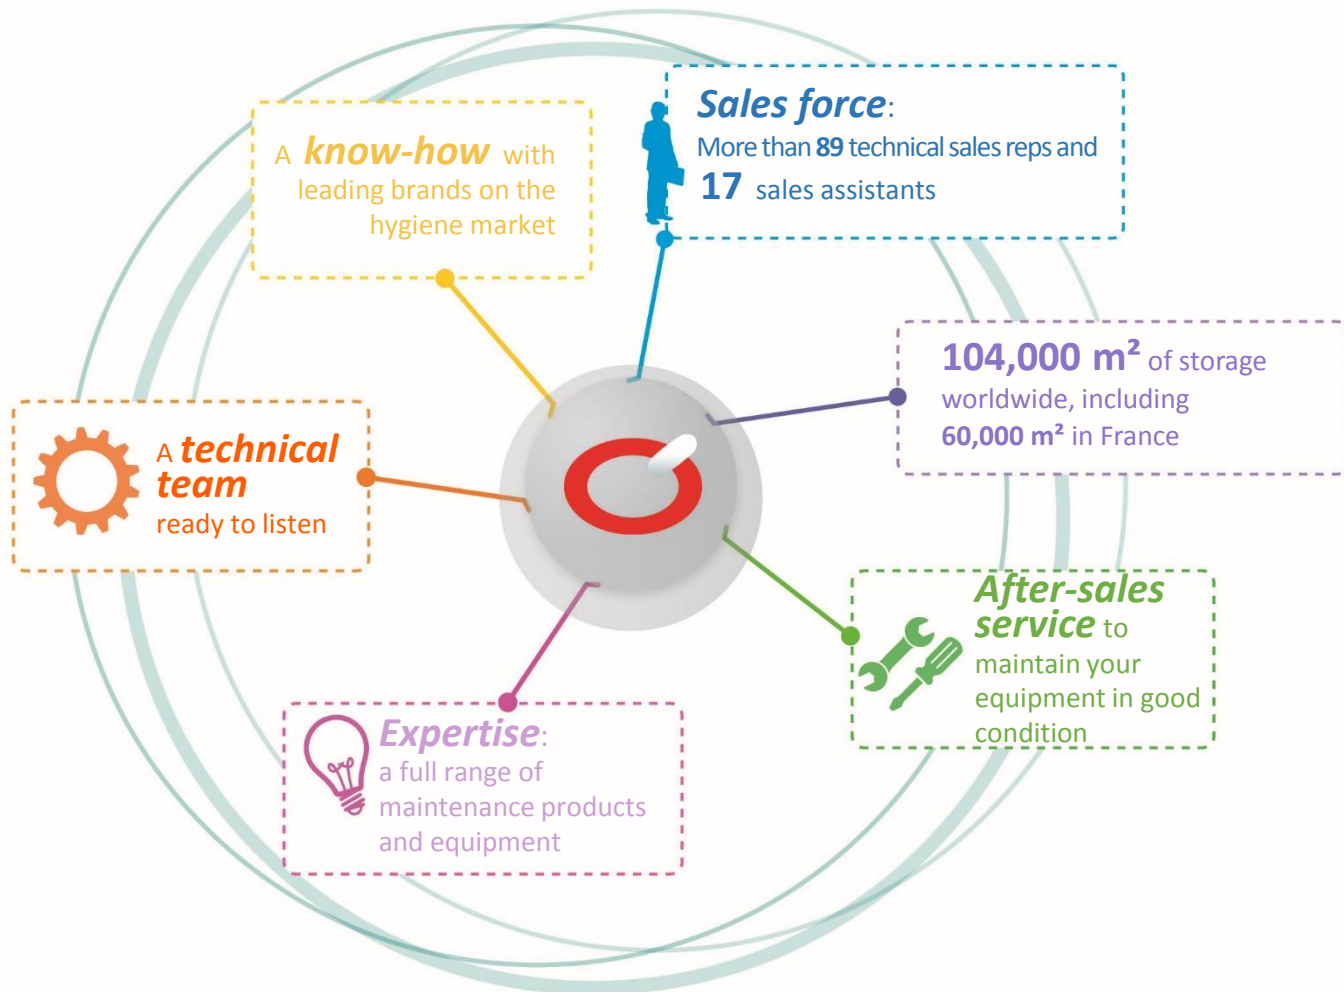 A know-how with
leading brands on the
hygiene market
Sales force:
More than 89 technical sales reps and
17 sales assistants
104,000 m² of storage
worldwide, including
60,000 m² in France
A technical
team
ready to listen
After-sales
service to
maintain your
equipment in good
condition
Expertise:
a full range of
maintenance products
and equipment